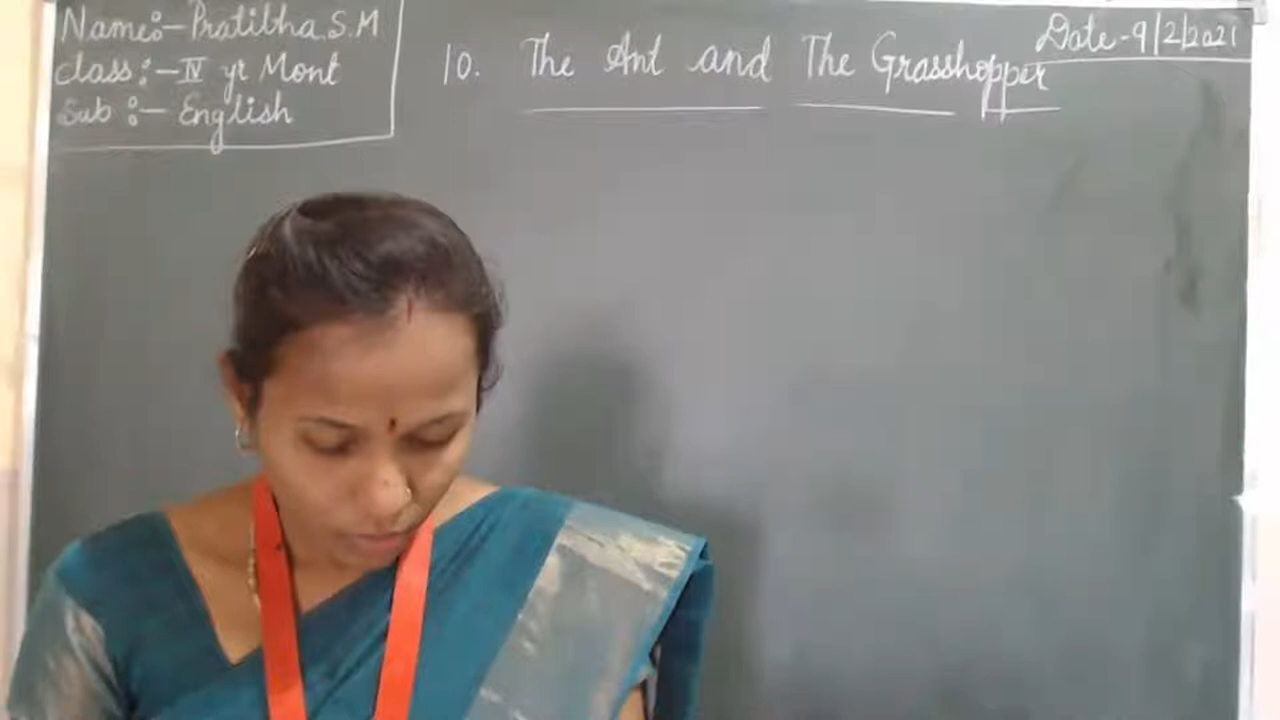 Name:- Pratibha.S.M
class:- IV yr Mont
Sub :- English
10. The Ant and The Grasshopper
Date-9/2/2021